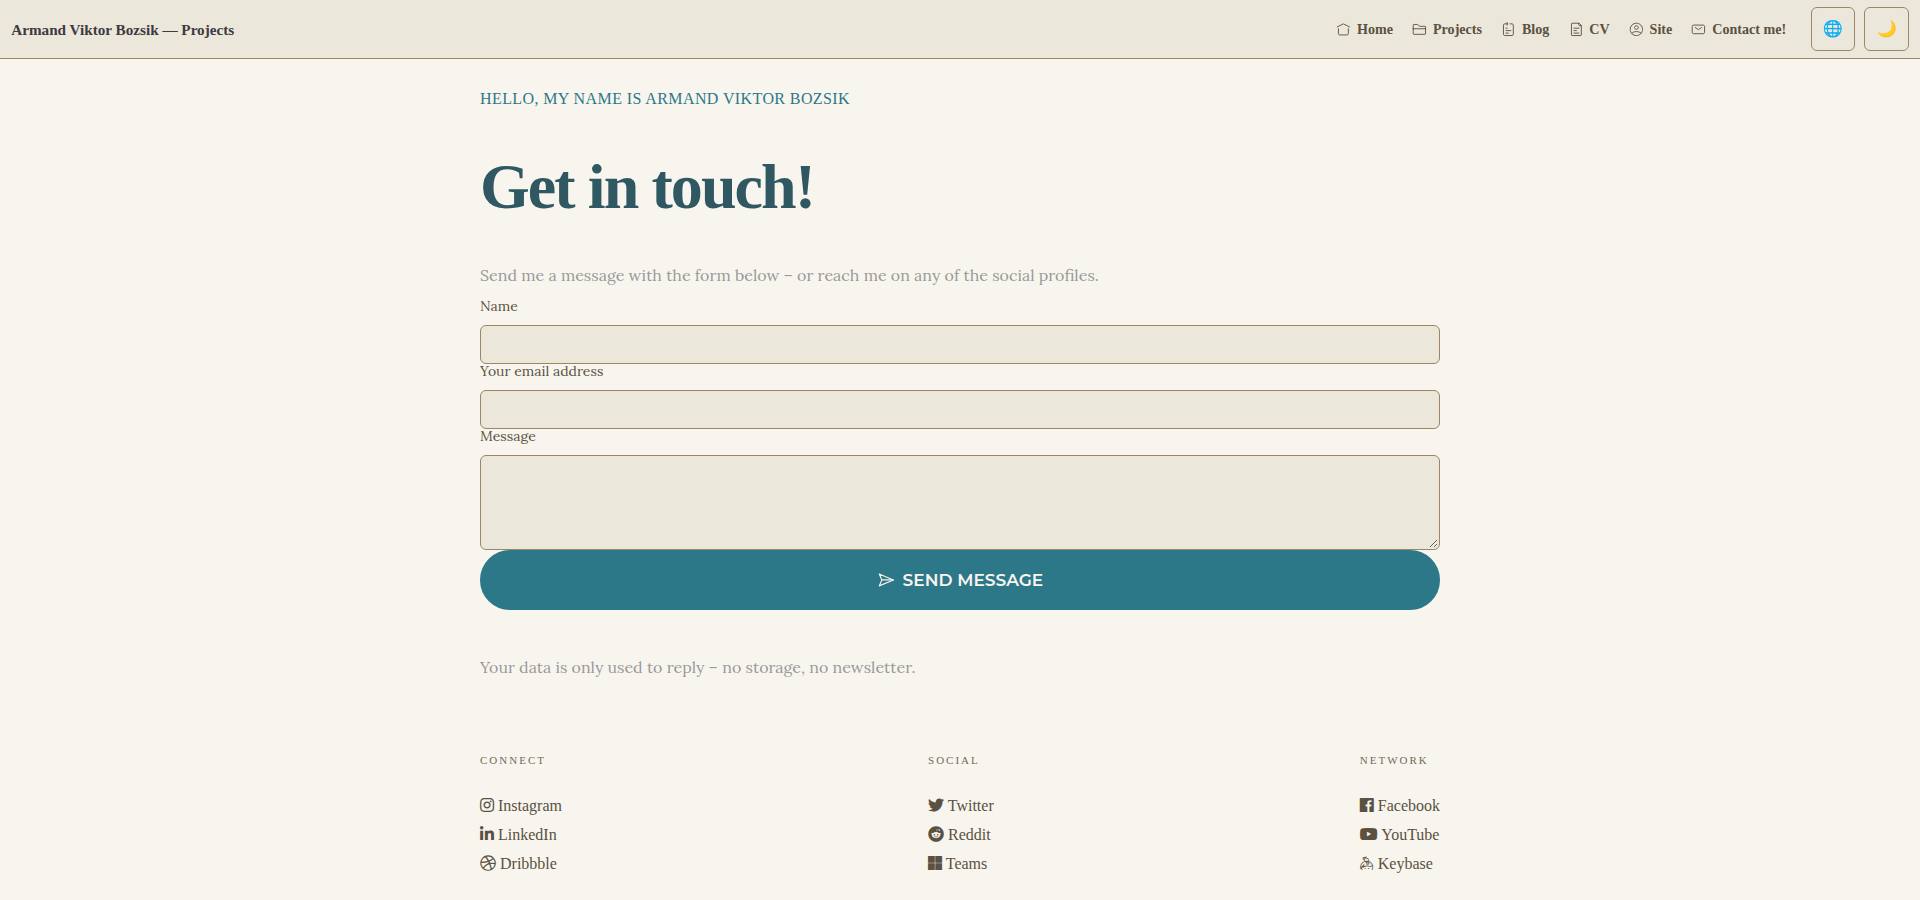 Armand Viktor Bozsik — Projects
Home Projects Blog CV Site Contact me!
HELLO, MY NAME IS ARMAND VIKTOR BOZSIK
Get in touch!
Send me a message with the form below – or reach me on any of the social profiles.
Name
Your email address
Message
SEND MESSAGE
Your data is only used to reply – no storage, no newsletter.
CONNECT
Instagram
LinkedIn
Dribbble
SOCIAL
Twitter
Reddit
Teams
NETWORK
Facebook
YouTube
Keybase